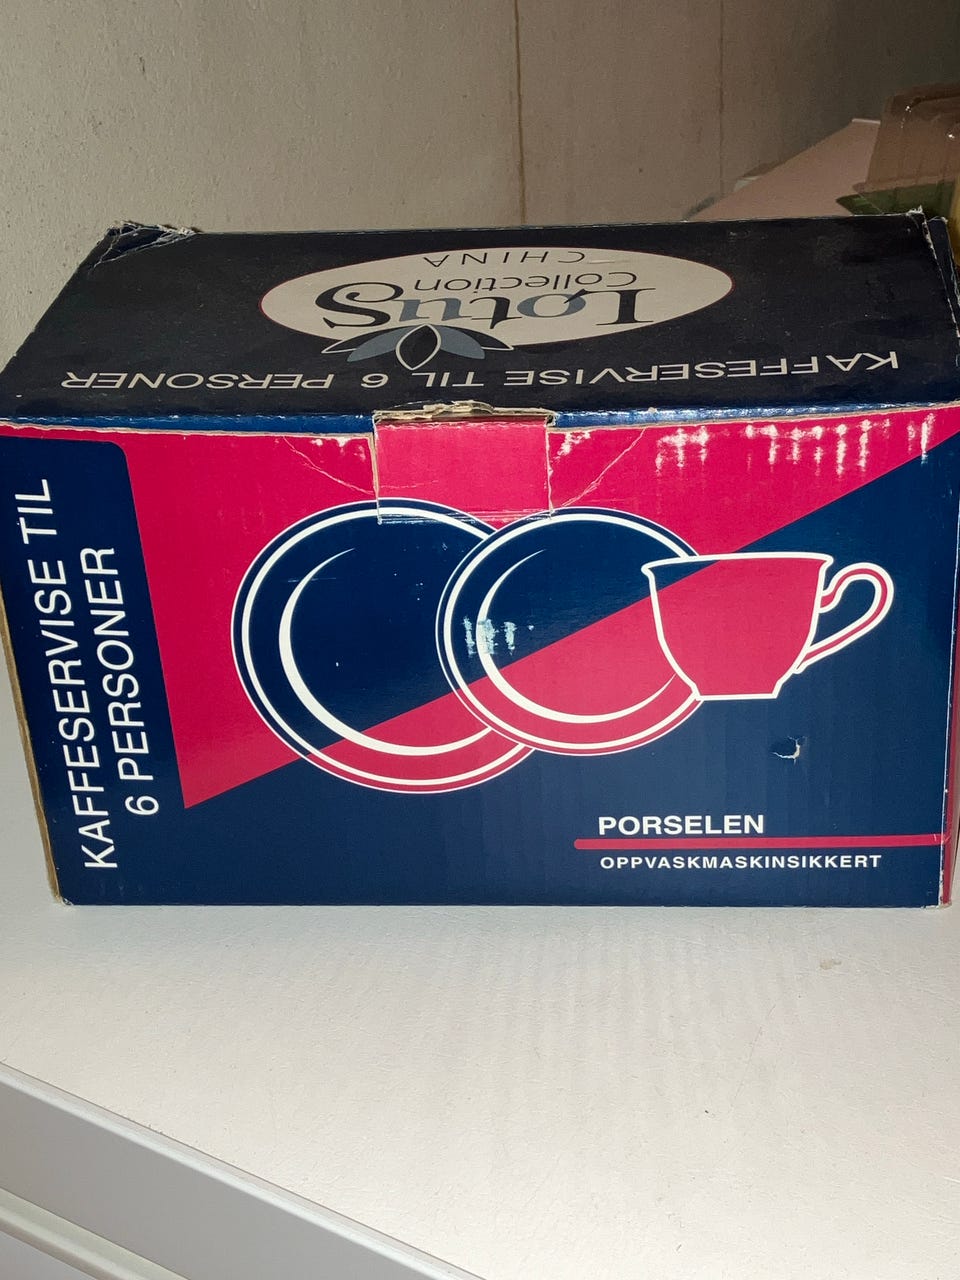 CHINA
Collection
Lotus
KAFFESERVISE TIL 6 PERSONER
KAFFESERVISE TIL
6 PERSONER
PORSELEN
OPPVASKMASKINSIKKERT